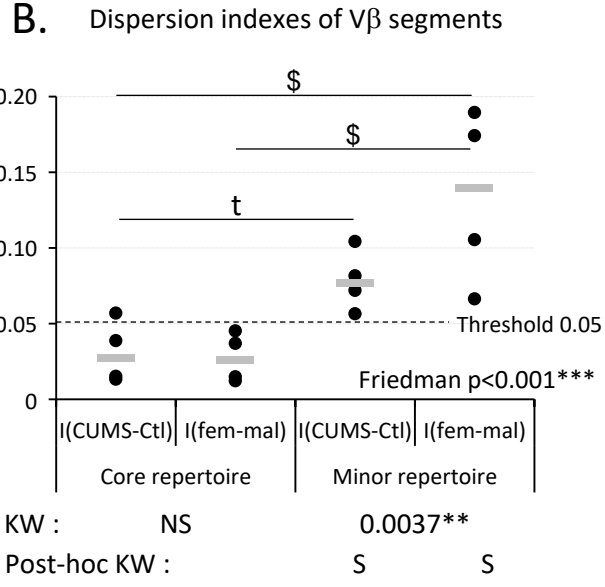 B. Dispersion indexes of Vβ segments
$
0.20
$
0.15
t
0.10
0.05
Threshold 0.05
Friedman p<0.001***
0
I(CUMS-Ctl) I(fem-mal) I(CUMS-Ctl) I(fem-mal)
Core repertoire Minor repertoire
KW : NS 0.0037**
Post-hoc KW : S S